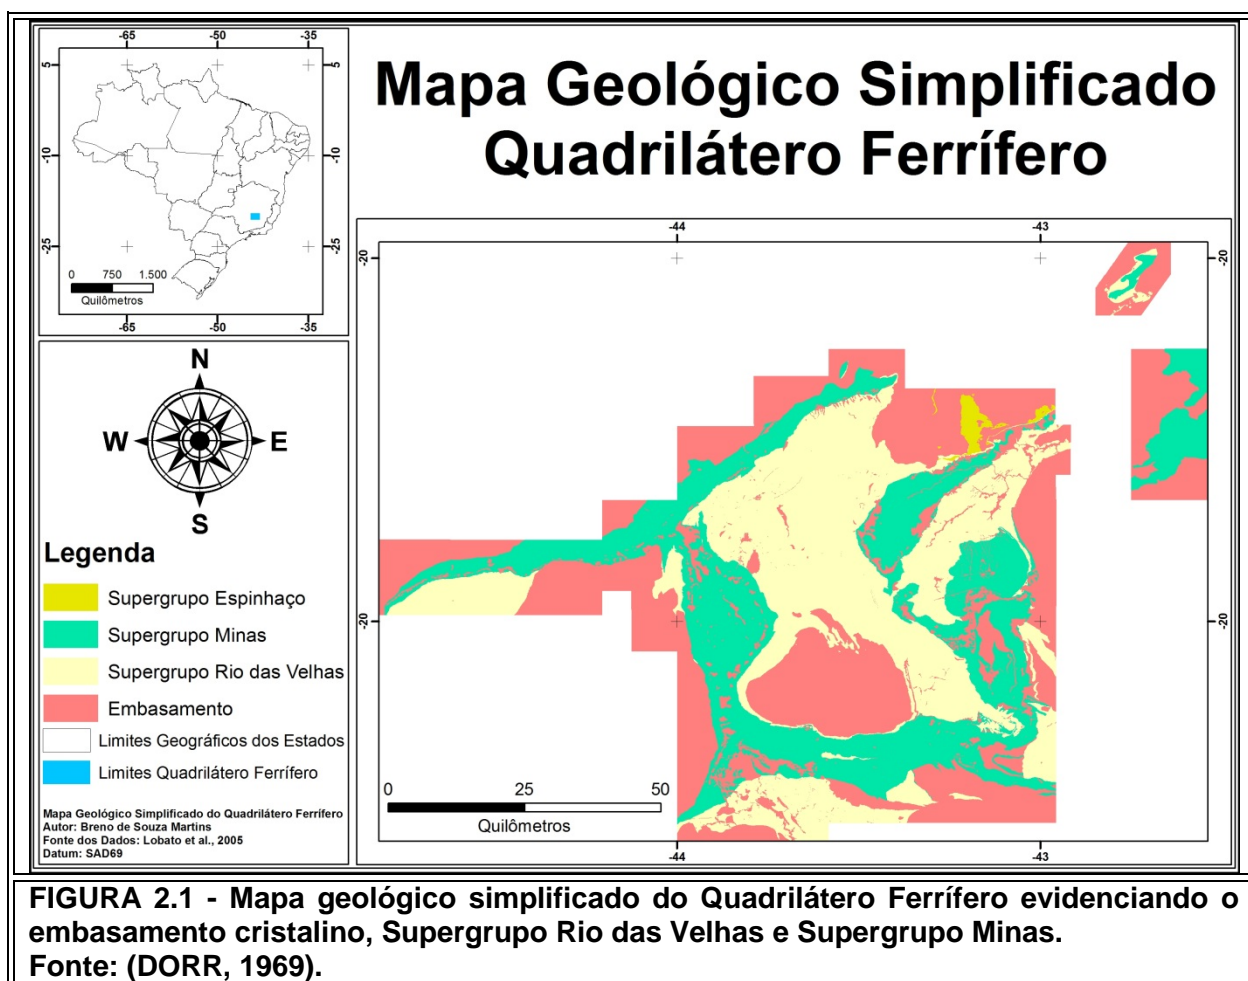 Mapa Geológico Simplificado
Quadrilátero Ferrífero
-65 -50 -35
5 5
-10 -10
-25 -25
0 750 1.500
Quilômetros
-65 -50 -35
N
W E
S
Legenda
Supergrupo Espinhaço
Supergrupo Minas
Supergrupo Rio das Velhas
Embasamento
Limites Geográficos dos Estados
Limites Quadrilátero Ferrífero
Mapa Geológico Simplificado do Quadrilátero Ferrífero
Autor: Breno de Souza Martins
Fonte dos Dados: Lobato et al., 2005
Datum: SAD69
-44 -43
-20 -20
-20 -20
0 25 50
Quilômetros
-44 -43
FIGURA 2.1 - Mapa geológico simplificado do Quadrilátero Ferrífero evidenciando o
embasamento cristalino, Supergrupo Rio das Velhas e Supergrupo Minas.
Fonte: (DORR, 1969).